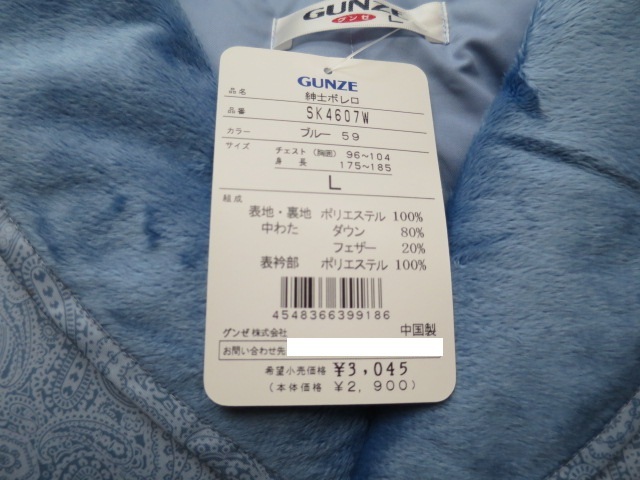 GUNZE
グンゼ
L
GUNZE
品名 紳士ボレロ
品番 SK4607W
カラー ブルー 59
サイズ チェスト (胸囲) 96~104
身長 175~185
L
組成
表地・裏地 ポリエステル 100%
中わた ダウン 80%
フェザー 20%
表衿部 ポリエステル 100%
4548366399186
グンゼ株式会社 中国製
お問い合わせ先
希望小売価格 ¥3,045
(本体価格 ¥2,900)